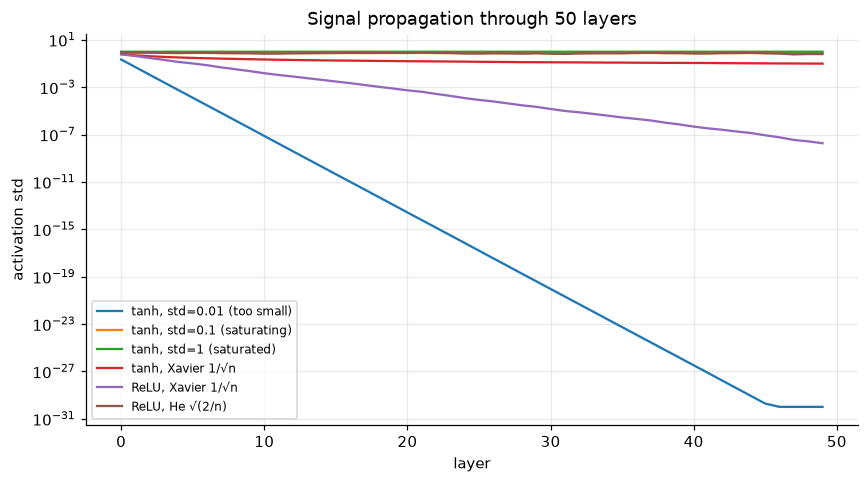 Signal propagation through 50 layers
activation std
10¹
10⁻³
10⁻⁷
10⁻¹¹
10⁻¹⁵
10⁻¹⁹
10⁻²³
10⁻²⁷
10⁻³¹
tanh, std=0.01 (too small)
tanh, std=0.1 (saturating)
tanh, std=1 (saturated)
tanh, Xavier 1/√n
ReLU, Xavier 1/√n
ReLU, He √(2/n)
0 10 20 30 40 50
layer